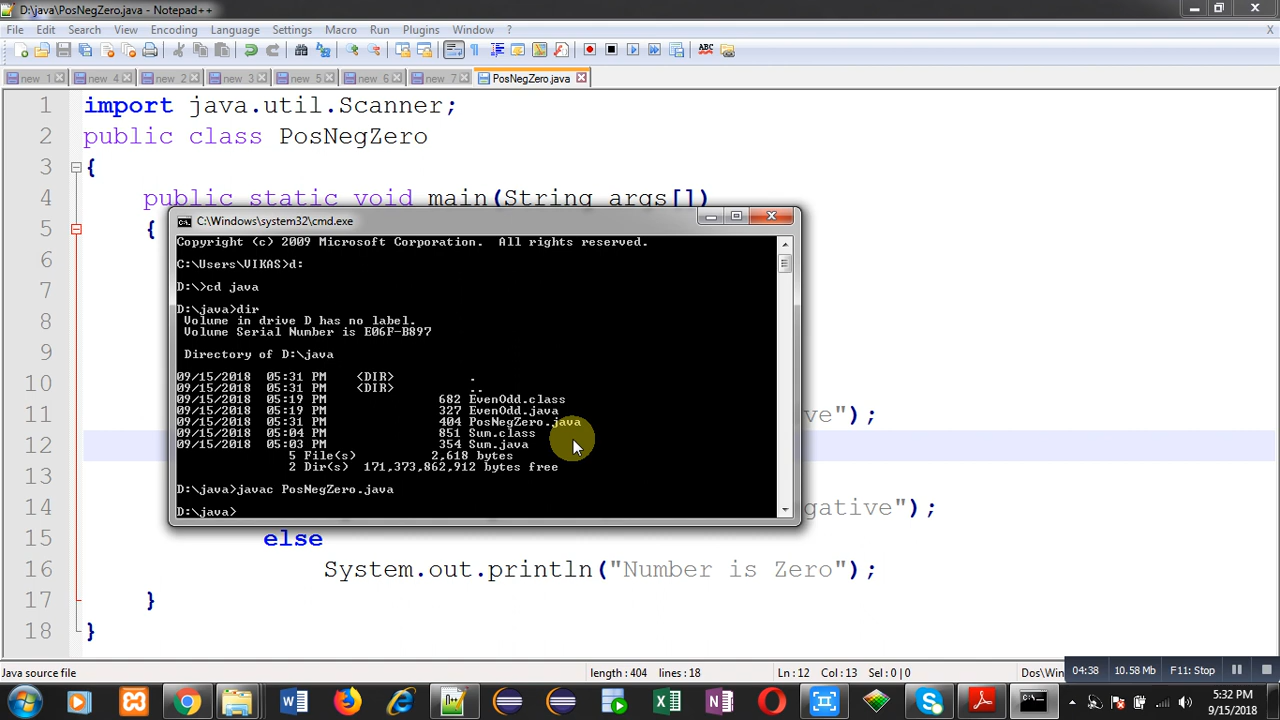 D:\java\PosNegZero.java - Notepad++
File Edit Search View Encoding Language Settings Macro Run Plugins Window ? X
new 1 new 4 new 2 new 3 new 5 new 6 new 7 PosNegZero.java
1 import java.util.Scanner;
2 public class PosNegZero
3 {
4 public static void main(String args[])
5 {
6
7
8
9
10
11 ve");
12
13
14 gative");
15 else
16 System.out.println("Number is Zero");
17 }
18 }
C:\Windows\system32\cmd.exe
Copyright (c) 2009 Microsoft Corporation. All rights reserved.
C:\Users\VIKAS>d:
D:\>cd java
D:\java>dir
Volume in drive D has no label.
Volume Serial Number is E06F-B897
Directory of D:\java
09/15/2018 05:31 PM <DIR> .
09/15/2018 05:31 PM <DIR> ..
09/15/2018 05:19 PM 682 EvenOdd.class
09/15/2018 05:19 PM 327 EvenOdd.java
09/15/2018 05:31 PM 404 PosNegZero.java
09/15/2018 05:04 PM 851 Sum.class
09/15/2018 05:03 PM 354 Sum.java
5 File(s) 2,618 bytes
2 Dir(s) 171,373,862,912 bytes free
D:\java>javac PosNegZero.java
D:\java>
Java source file length : 404 lines : 18 Ln : 12 Col : 13 Sel : 0 | 0 Dos\Win
04:38 10.58 Mb F11: Stop
5:32 PM
9/15/2018